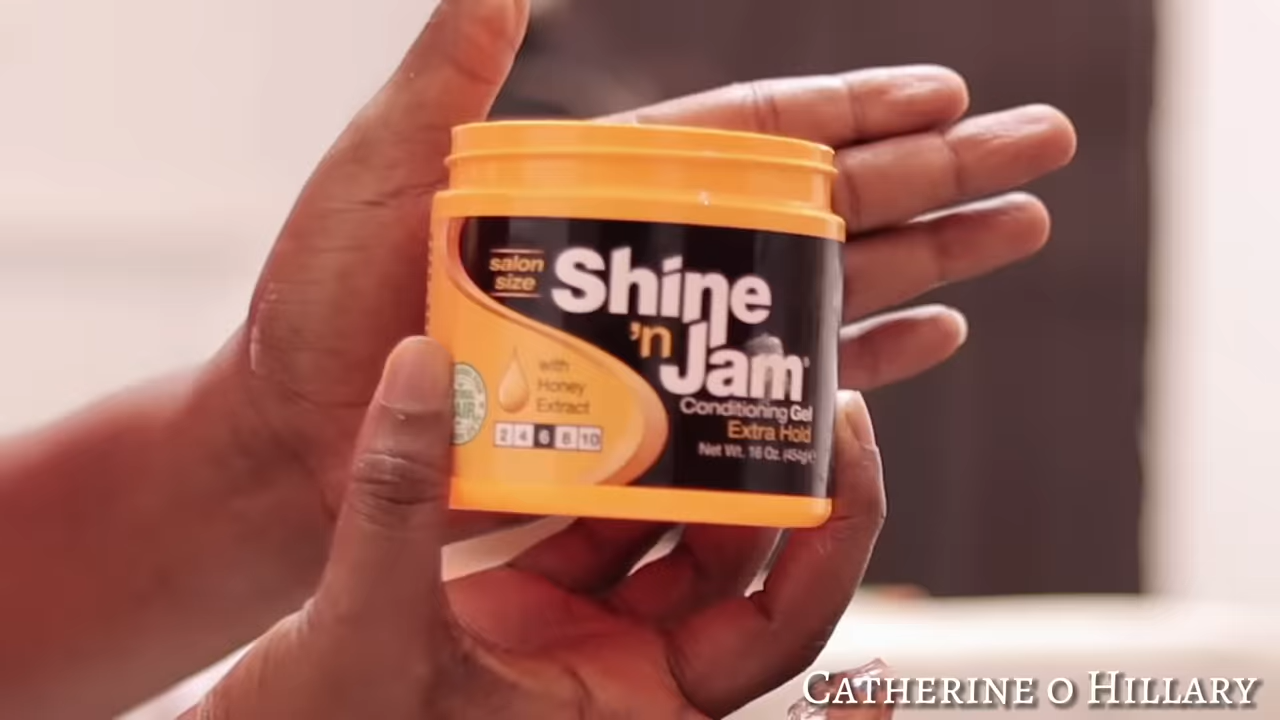 salon
size
Shine
'n Jam
with
Honey
Extract
2 4 6 8 10
Conditioning Gel
Extra Hold
Net Wt. 16 Oz. (454g)
Catherine o Hillary